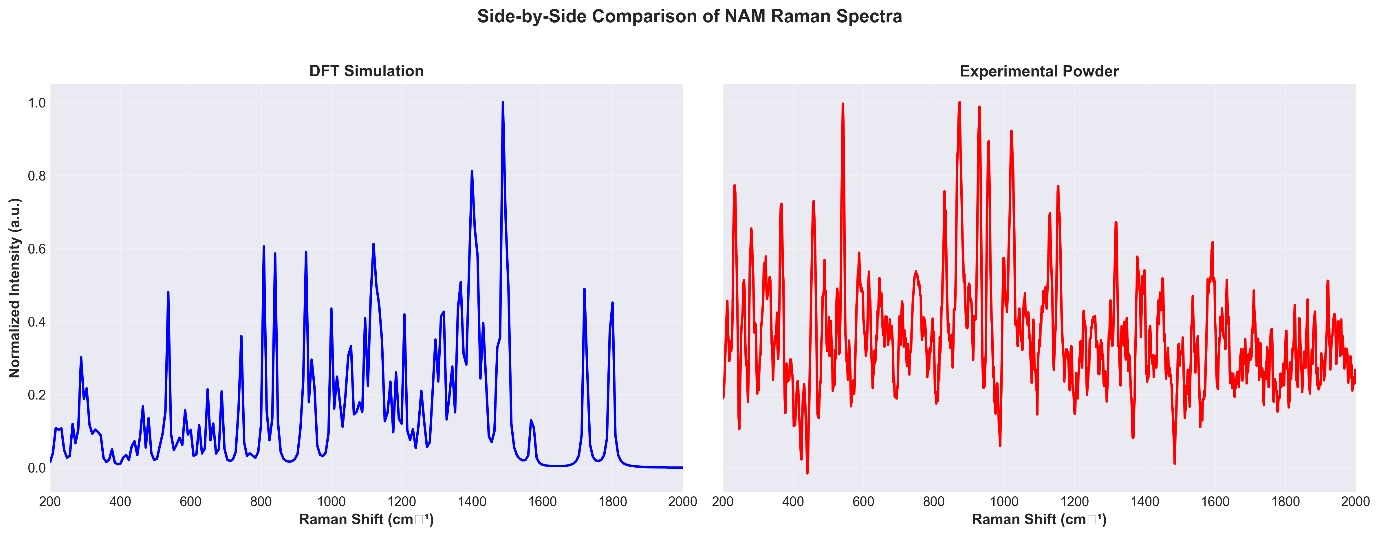 Side-by-Side Comparison of NAM Raman Spectra
DFT Simulation
Experimental Powder
Normalized Intensity (a.u.)
1.0
0.8
0.6
0.4
0.2
0.0
200 400 600 800 1000 1200 1400 1600 1800 2000
200 400 600 800 1000 1200 1400 1600 1800 2000
Raman Shift (cm□¹)
Raman Shift (cm□¹)